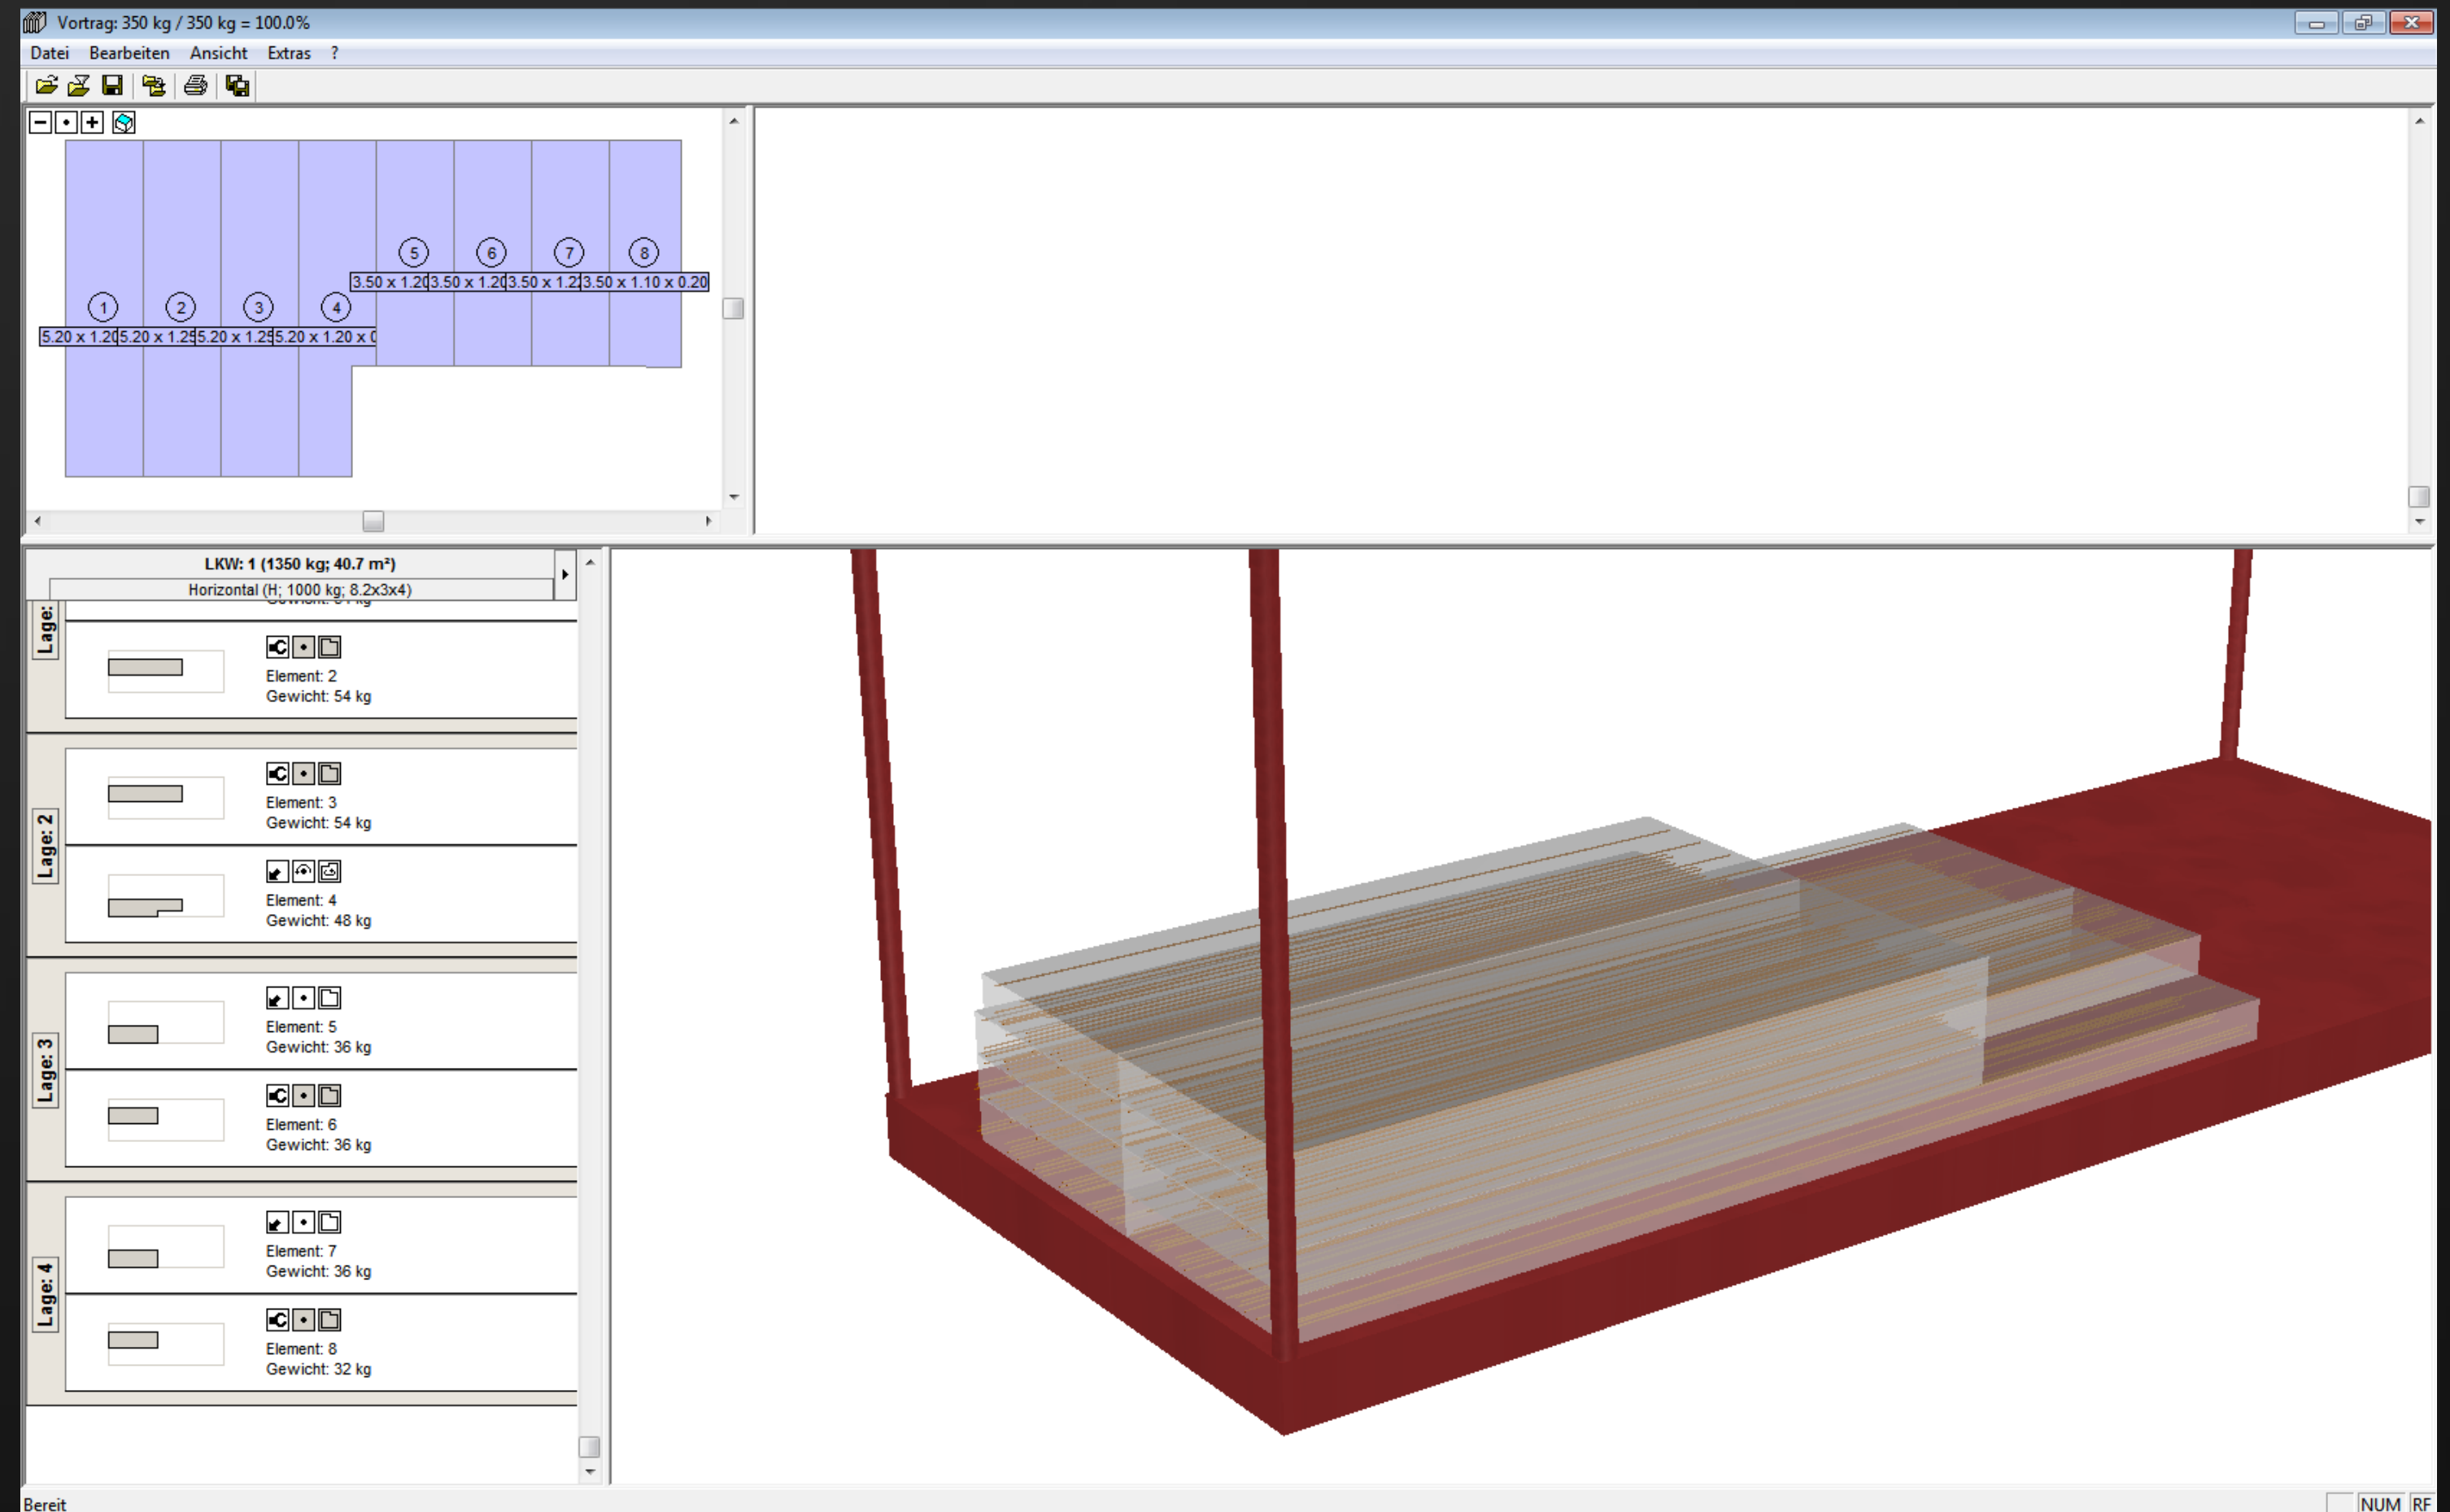 Vortrag: 350 kg / 350 kg = 100.0%
Datei Bearbeiten Ansicht Extras ?
5 6 7 8
3.50 x 1.20 3.50 x 1.20 3.50 x 1.22 3.50 x 1.10 x 0.20
1 2 3 4
5.20 x 1.20 5.20 x 1.25 5.20 x 1.25 5.20 x 1.20 x 0
LKW: 1 (1350 kg; 40.7 m²)
Horizontal (H; 1000 kg; 8.2x3x4)
Lage:
Element: 2
Gewicht: 54 kg
Lage: 2
Element: 3
Gewicht: 54 kg
Element: 4
Gewicht: 48 kg
Lage: 3
Element: 5
Gewicht: 36 kg
Element: 6
Gewicht: 36 kg
Lage: 4
Element: 7
Gewicht: 36 kg
Element: 8
Gewicht: 32 kg
Bereit
NUM RF